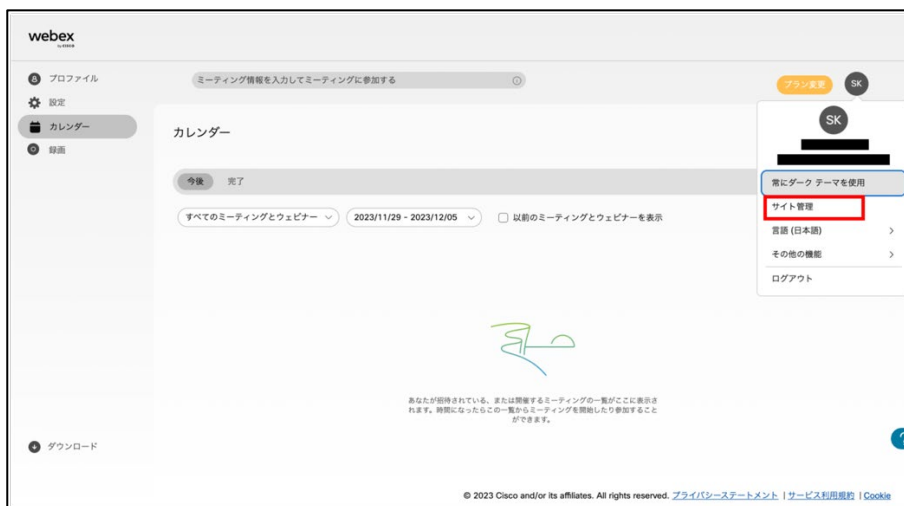 webex
by CISCO
プロファイル
設定
カレンダー
録画
ダウンロード
ミーティング情報を入力してミーティングに参加する
プラン変更
SK
カレンダー
今後 完了
すべてのミーティングとウェビナー
2023/11/29 - 2023/12/05
以前のミーティングとウェビナーを表示
SK
常にダーク テーマを使用
サイト管理
言語 (日本語)
その他の機能
ログアウト
あなたが招待されている、または開催するミーティングの一覧がここに表示さ
れます。時間になったらこの一覧からミーティングを開始したり参加すること
ができます。
?
© 2023 Cisco and/or its affiliates. All rights reserved. プライバシーステートメント | サービス利用規約 | Cookie